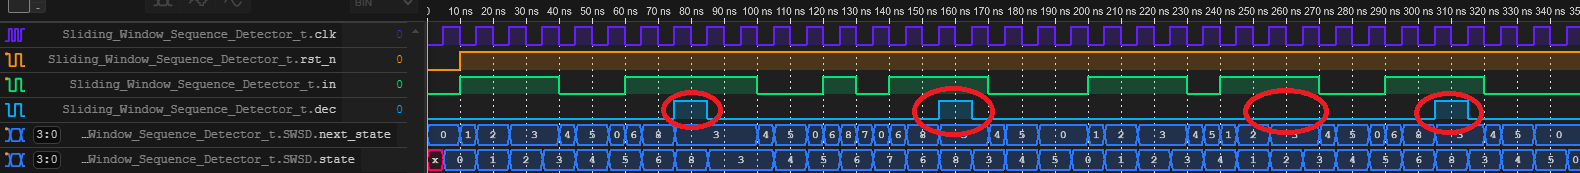 BIN
0 10 ns 20 ns 30 ns 40 ns 50 ns 60 ns 70 ns 80 ns 90 ns 100 ns 110 ns 120 ns 130 ns 140 ns 150 ns 160 ns 170 ns 180 ns 190 ns 200 ns 210 ns 220 ns 230 ns 240 ns 250 ns 260 ns 270 ns 280 ns 290 ns 300 ns 310 ns 320 ns 330 ns 340 ns 35
Sliding_Window_Sequence_Detector_t.clk 0
Sliding_Window_Sequence_Detector_t.rst_n 0
Sliding_Window_Sequence_Detector_t.in 0
Sliding_Window_Sequence_Detector_t.dec 0
3:0 …Window_Sequence_Detector_t.SWSD.next_state 0 1 2 3 4 5 0 6 8 3 4 5 0 6 8 7 0 6 8 4 5 0 1 2 3 4 5 1 2 3 4 5 0 6 8 3 4 5 0
3:0 …Window_Sequence_Detector_t.SWSD.state x 0 1 2 3 4 5 6 8 3 4 5 6 7 6 8 3 4 5 0 1 2 3 4 1 2 3 4 5 6 8 3 4 5 0